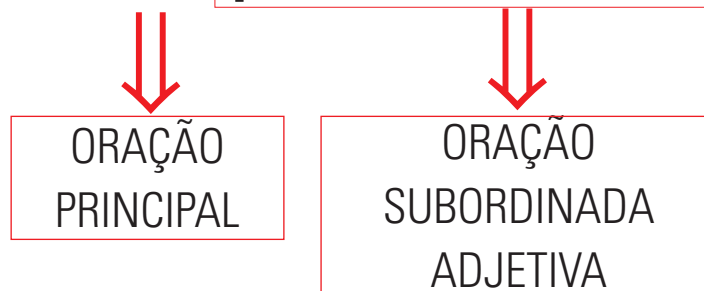 ORAÇÃO
PRINCIPAL
ORAÇÃO
SUBORDINADA
ADJETIVA